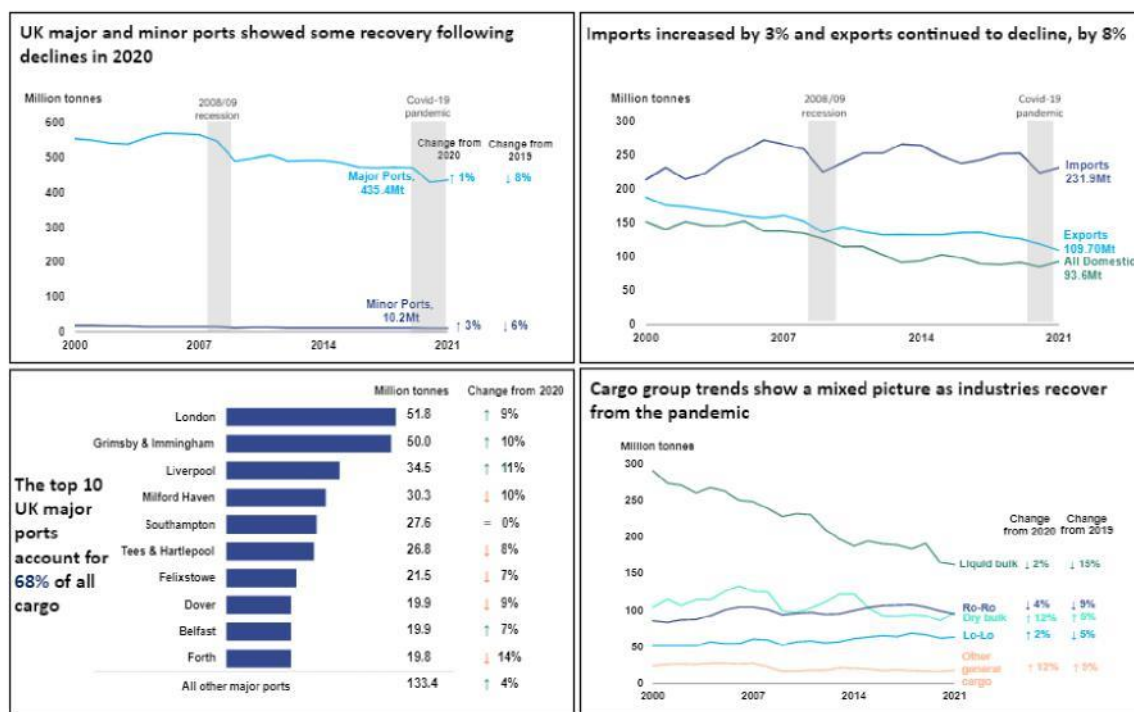 UK major and minor ports showed some recovery following
declines in 2020
Million tonnes
2008/09
recession
Covid-19
pandemic
Change from
2020
Change from
2019
600
500
400
300
200
100
0
Major Ports,
435.4Mt
↑ 1%
↓ 8%
Minor Ports,
10.2Mt
↑ 3%
↓ 6%
2000
2007
2014
2021
Imports increased by 3% and exports continued to decline, by 8%
Million tonnes
2008/09
recession
Covid-19
pandemic
300
250
200
150
100
50
0
Imports
231.9Mt
Exports
109.70Mt
All Domestic
93.6Mt
2000
2007
2014
2021
The top 10
UK major
ports
account for
68% of all
cargo
Million tonnes Change from 2020
London 51.8 ↑ 9%
Grimsby & Immingham 50.0 ↑ 10%
Liverpool 34.5 ↑ 11%
Milford Haven 30.3 ↓ 10%
Southampton 27.6 = 0%
Tees & Hartlepool 26.8 ↓ 8%
Felixstowe 21.5 ↓ 7%
Dover 19.9 ↓ 9%
Belfast 19.9 ↑ 7%
Forth 19.8 ↓ 14%
All other major ports 133.4 ↑ 4%
Cargo group trends show a mixed picture as industries recover
from the pandemic
Million tonnes
300
250
200
150
100
50
0
Change
from 2020
Change
from 2019
Liquid bulk ↓ 2% ↓ 15%
Ro-Ro ↓ 4% ↓ 9%
Dry bulk ↑ 12% ↑
Lo-Lo ↑ 2% ↓ 5%
Other
general
cargo
↑ ↑
2000
2007
2014
2021